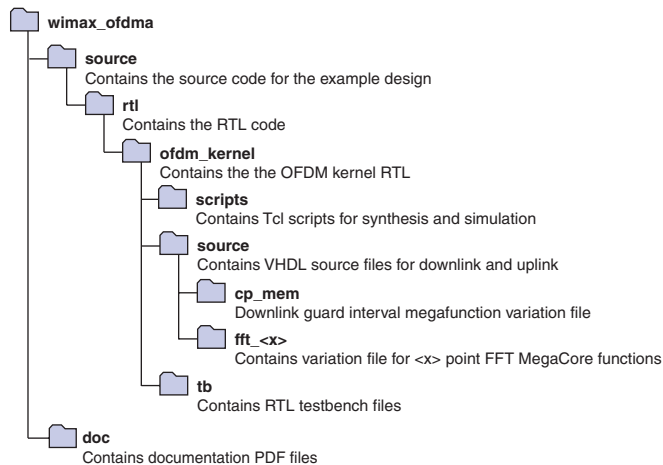 wimax_ofdma
source
Contains the source code for the example design
rtl
Contains the RTL code
ofdm_kernel
Contains the the OFDM kernel RTL
scripts
Contains Tcl scripts for synthesis and simulation
source
Contains VHDL source files for downlink and uplink
cp_mem
Downlink guard interval megafunction variation file
fft_<x>
Contains variation file for <x> point FFT MegaCore functions
tb
Contains RTL testbench files
doc
Contains documentation PDF files